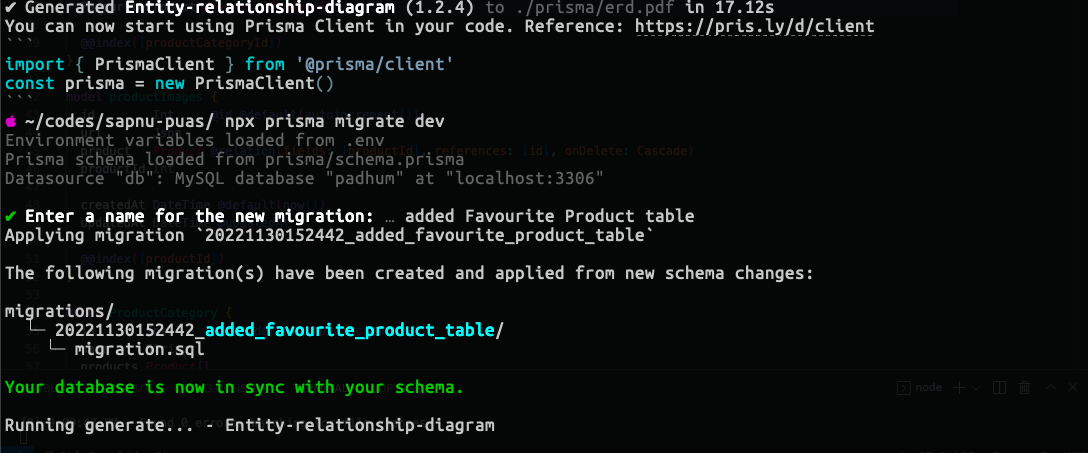 ✔ Generated Entity-relationship-diagram (1.2.4) to ./prisma/erd.pdf in 17.12s
You can now start using Prisma Client in your code. Reference: https://pris.ly/d/client
```
import { PrismaClient } from '@prisma/client'
const prisma = new PrismaClient()
```
~/codes/sapnu-puas/ npx prisma migrate dev
Environment variables loaded from .env
Prisma schema loaded from prisma/schema.prisma
Datasource "db": MySQL database "padhum" at "localhost:3306"
✔ Enter a name for the new migration: … added Favourite Product table
Applying migration `20221130152442_added_favourite_product_table`
The following migration(s) have been created and applied from new schema changes:
migrations/
└─ 20221130152442_added_favourite_product_table/
└─ migration.sql
Your database is now in sync with your schema.
node
Running generate... - Entity-relationship-diagram